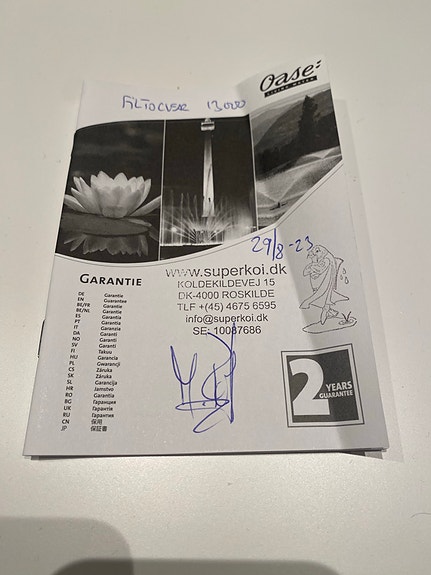 Oase:
LIVING WATER
FILTOCLEAR 13000
29/8-23
GARANTIE
www.superkoi.dk
KOLDEKILDEVEJ 15
DK-4000 ROSKILDE
TLF +(45) 4675 6595
info@superkoi.dk
SE: 10087686
DE Garantie
EN Guarantee
BE/FR Garantie
BE/NL Garantie
ES Garantía
PT Garantia
IT Garanzia
DA Garanti
NO Garanti
SV Garanti
FI Takuu
HU Garancia
PL Gwarancji
CS Záruka
SK Záruka
SL Garancija
HR Jamstvo
RO Garantia
BG Гаранция
UK Гарантія
RU Гарантия
CN 保用
JP 保証書
2 YEARS
GUARANTEE